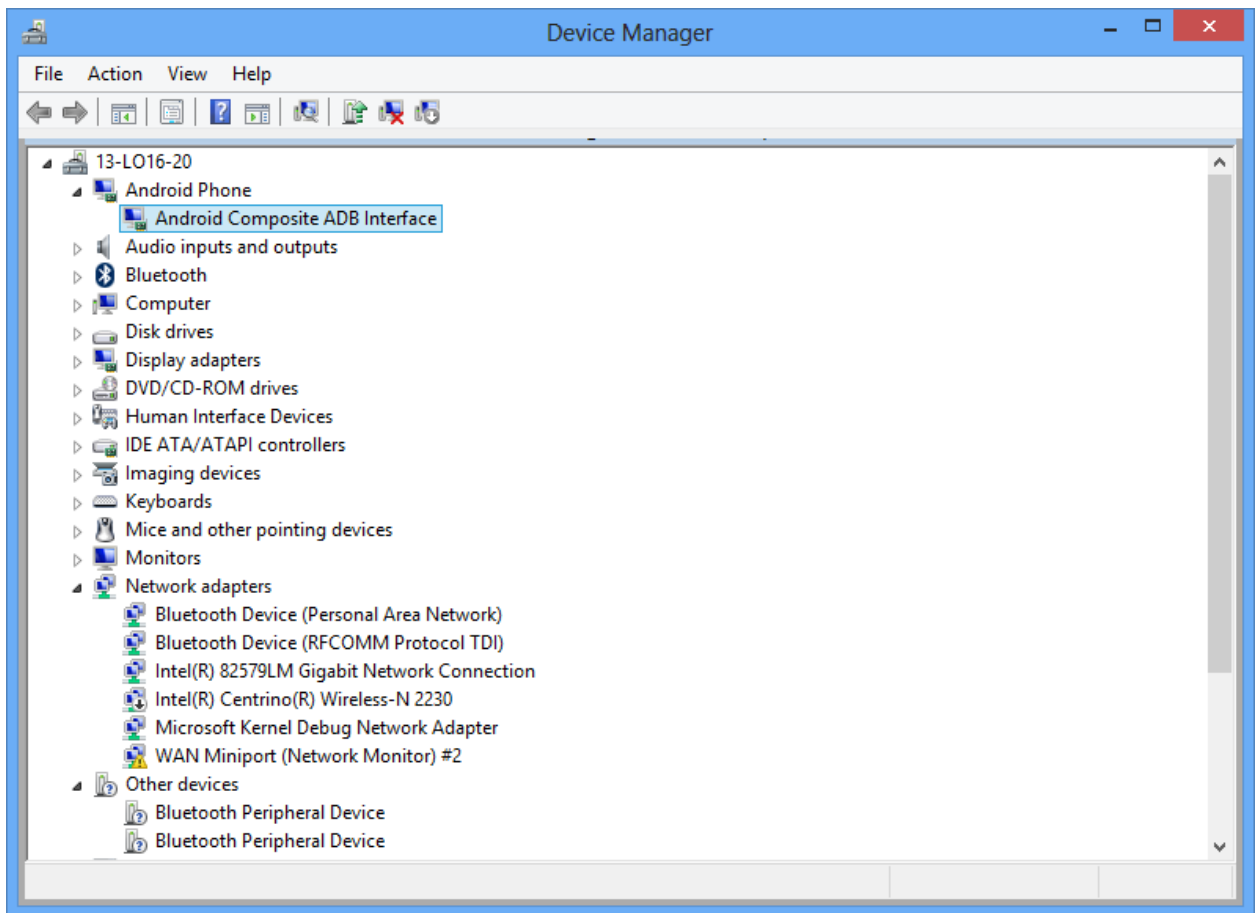 Device Manager
File Action View Help
13-LO16-20
Android Phone
Android Composite ADB Interface
Audio inputs and outputs
Bluetooth
Computer
Disk drives
Display adapters
DVD/CD-ROM drives
Human Interface Devices
IDE ATA/ATAPI controllers
Imaging devices
Keyboards
Mice and other pointing devices
Monitors
Network adapters
Bluetooth Device (Personal Area Network)
Bluetooth Device (RFCOMM Protocol TDI)
Intel(R) 82579LM Gigabit Network Connection
Intel(R) Centrino(R) Wireless-N 2230
Microsoft Kernel Debug Network Adapter
WAN Miniport (Network Monitor) #2
Other devices
Bluetooth Peripheral Device
Bluetooth Peripheral Device